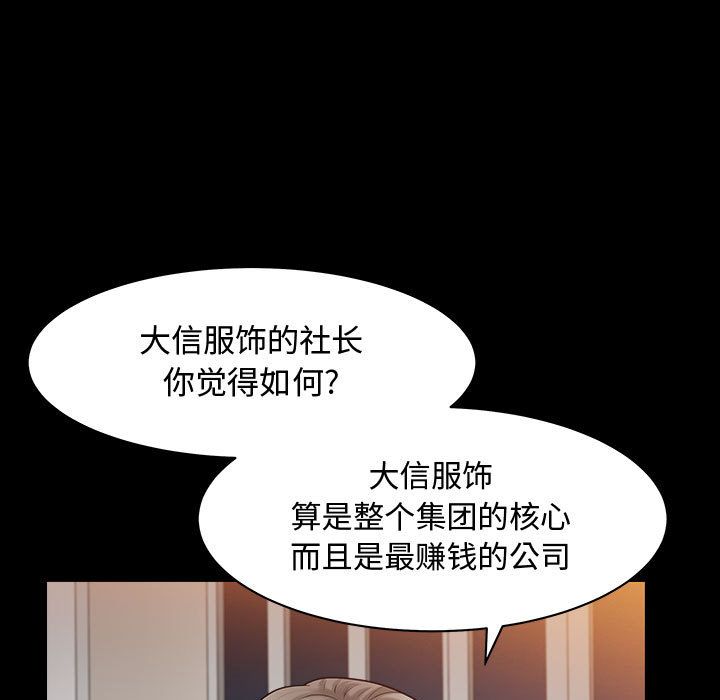 大信服饰的社长
你觉得如何?
大信服饰
算是整个集团的核心
而且是最赚钱的公司